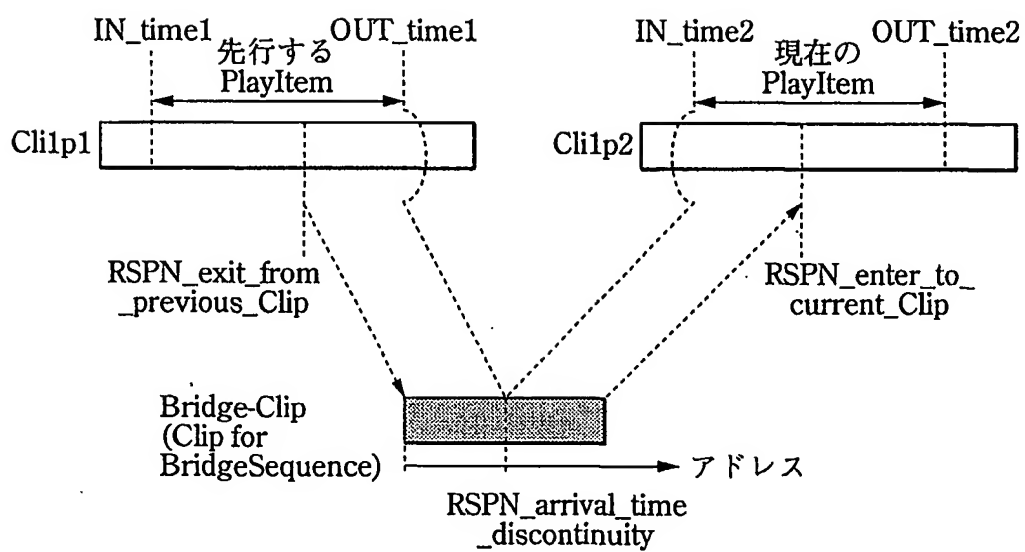 IN_time1
OUT_time1
先行する
PlayItem
IN_time2
OUT_time2
現在の
PlayItem
Cli1p1
Cli1p2
RSPN_exit_from
_previous_Clip
RSPN_enter_to_
current_Clip
Bridge-Clip
(Clip for
BridgeSequence)
アドレス
RSPN_arrival_time
_discontinuity